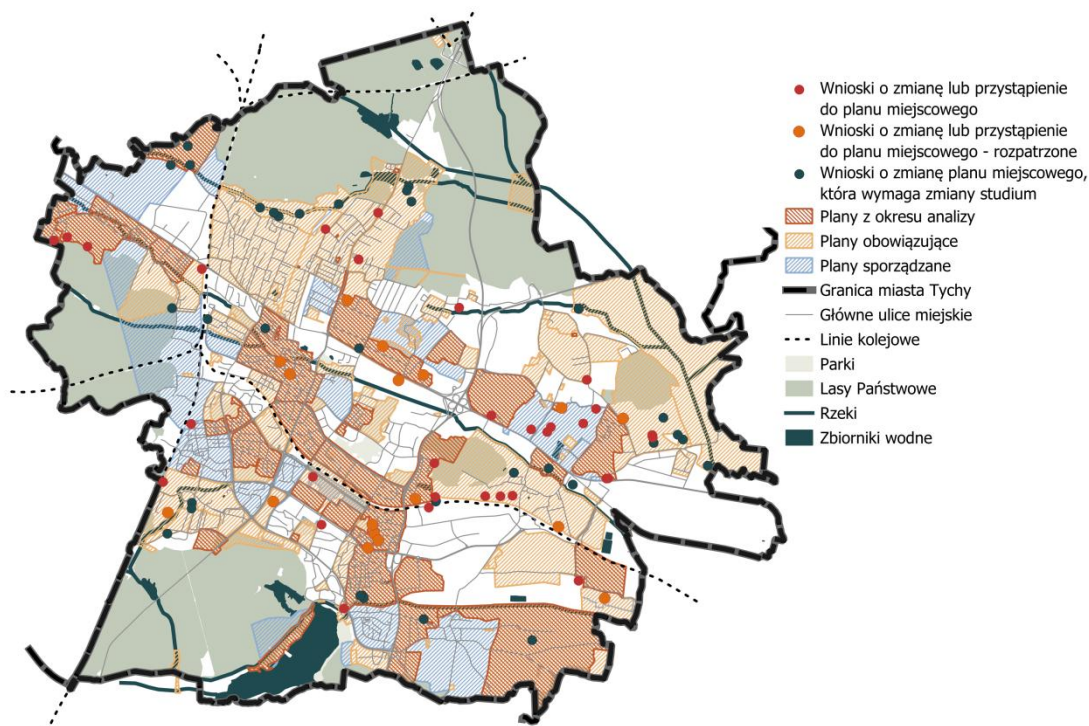 Wnioski o zmianę lub przystąpienie
do planu miejscowego
Wnioski o zmianę lub przystąpienie
do planu miejscowego - rozpatrzone
Wnioski o zmianę planu miejscowego,
która wymaga zmiany studium
Plany z okresu analizy
Plany obowiązujące
Plany sporządzane
Granica miasta Tychy
Główne ulice miejskie
Linie kolejowe
Parki
Lasy Państwowe
Rzeki
Zbiorniki wodne